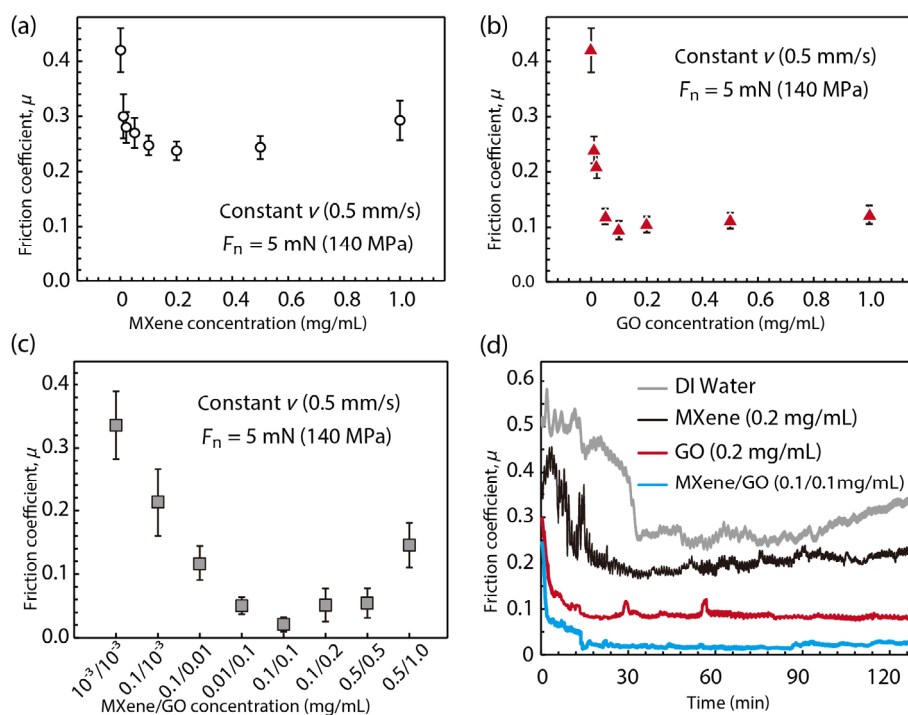 (a)
0.4
0.3
0.2
0.1
0.0
Friction coefficient, μ
Constant v (0.5 mm/s)
Fn = 5 mN (140 MPa)
0 0.2 0.4 0.6 0.8 1.0
MXene concentration (mg/mL)
(b)
0.4
0.3
0.2
0.1
0.0
Friction coefficient, μ
Constant v (0.5 mm/s)
Fn = 5 mN (140 MPa)
0 0.2 0.4 0.6 0.8 1.0
GO concentration (mg/mL)
(c)
0.4
0.3
0.2
0.1
0.0
Friction coefficient, μ
Constant v (0.5 mm/s)
Fn = 5 mN (140 MPa)
10⁻³/10⁻³ 0.1/10⁻³ 0.1/0.01 0.01/0.1 0.1/0.1 0.1/0.2 0.5/0.5 0.5/1.0
MXene/GO concentration (mg/mL)
(d)
0.6
0.5
0.4
0.3
0.2
0.1
0
Friction coefficient, μ
DI Water
MXene (0.2 mg/mL)
GO (0.2 mg/mL)
MXene/GO (0.1/0.1mg/mL)
0 30 60 90 120
Time (min)